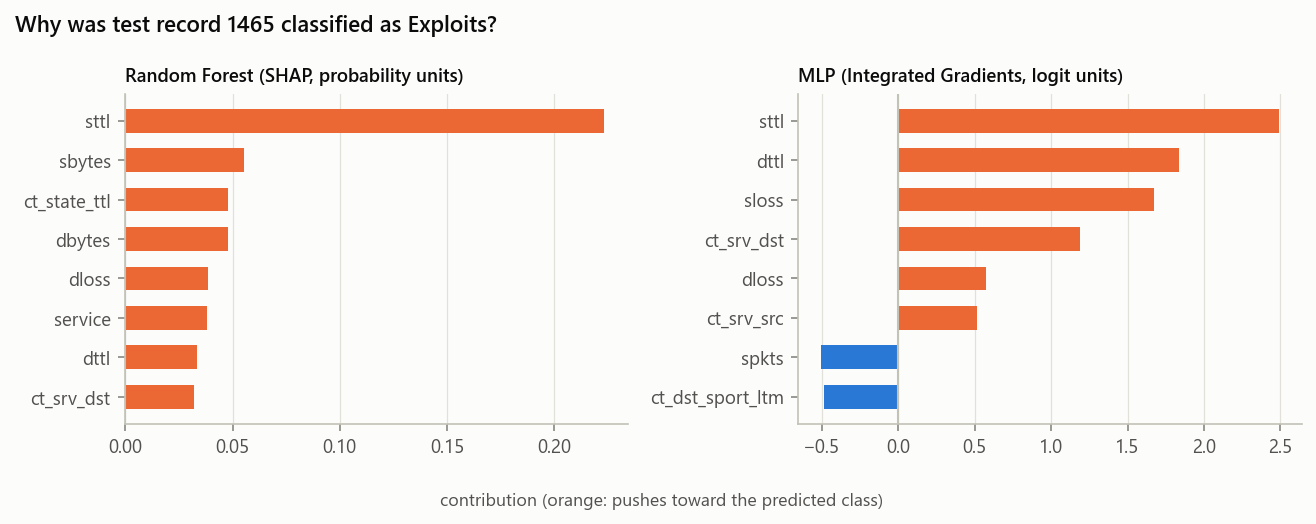 Why was test record 1465 classified as Exploits?
Random Forest (SHAP, probability units)
sttl
sbytes
ct_state_ttl
dbytes
dloss
service
dttl
ct_srv_dst
0.00 0.05 0.10 0.15 0.20
MLP (Integrated Gradients, logit units)
sttl
dttl
sloss
ct_srv_dst
dloss
ct_srv_src
spkts
ct_dst_sport_ltm
−0.5 0.0 0.5 1.0 1.5 2.0 2.5
contribution (orange: pushes toward the predicted class)